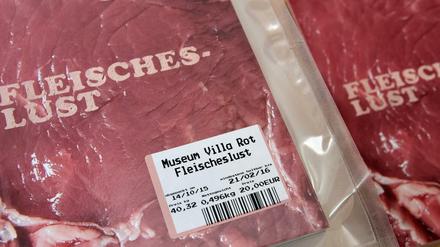 FLEISCHES-
LUST
FLEISCHES
LUST
Museum Villa Rot
Fleischeslust
14/10/15 21/02/16
40,32 0,496kg 20,00EUR